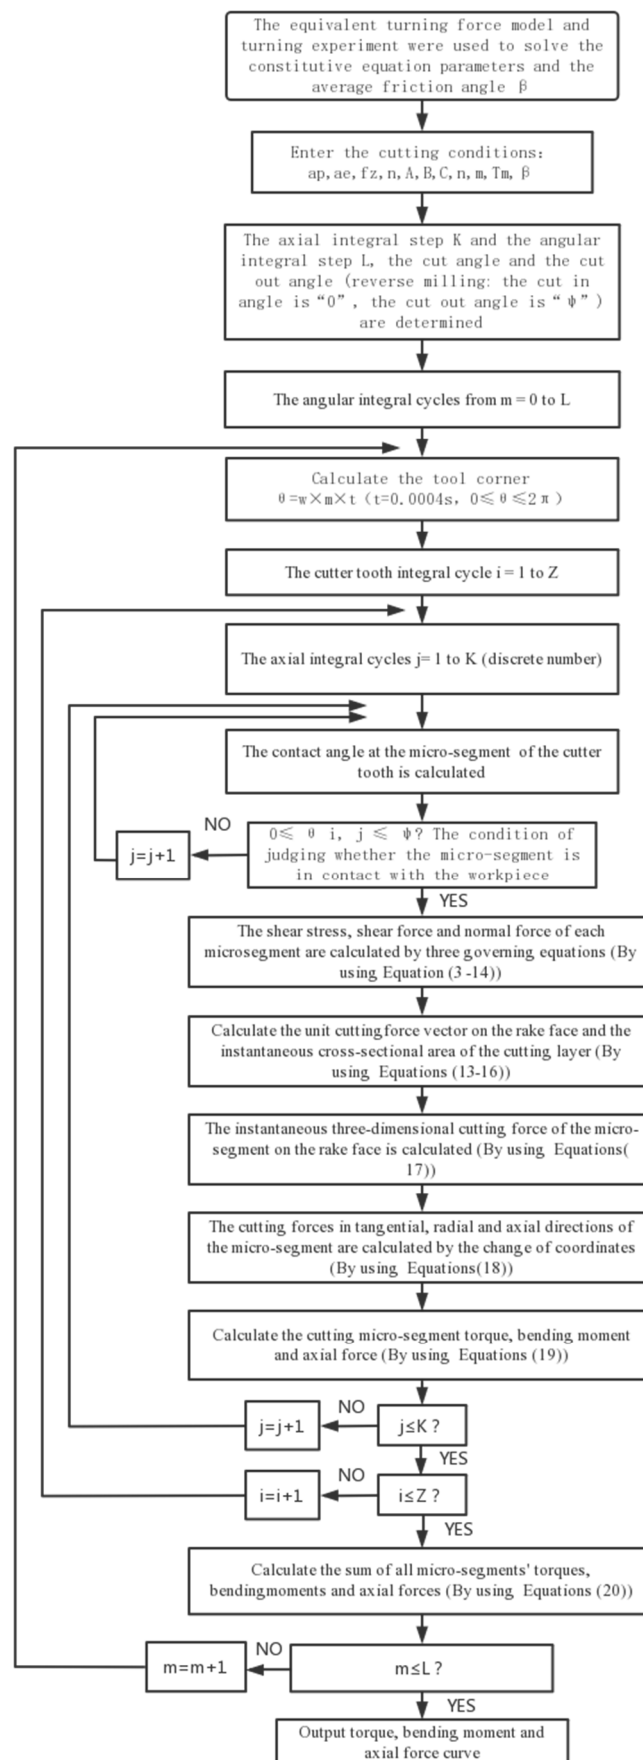 The equivalent turning force model and
turning experiment were used to solve the
constitutive equation parameters and the
average friction angle β
Enter the cutting conditions:
ap,ae,fz,n,A,B,C,n,m,Tm,β
The axial integral step K and the angular
integral step L, the cut angle and the cut
out angle (reverse milling: the cut in
angle is“0”, the cut out angle is“ψ”)
are determined
The angular integral cycles from m = 0 to L
Calculate the tool corner
θ=w×m×t (t=0.0004s, 0≤θ≤2π)
The cutter tooth integral cycle i = 1 to Z
The axial integral cycles j= 1 to K (discrete number)
The contact angle at the micro-segment of the cutter
tooth is calculated
NO
j=j+1
0≤ θ i, j ≤ ψ? The condition of
judging whether the micro-segment is
in contact with the workpiece
YES
The shear stress, shear force and normal force of each
microsegment are calculated by three governing equations (By
using Equation (3 -14))
Calculate the unit cutting force vector on the rake face and the
instantaneous cross-sectional area of the cutting layer (By
using Equations (13-16))
The instantaneous three-dimensional cutting force of the micro-
segment on the rake face is calculated (By using Equations(
17))
The cutting forces in tangential, radial and axial directions of
the micro-segment are calculated by the change of coordinates
(By using Equations(18))
Calculate the cutting micro-segment torque, bending moment
and axial force (By using Equations (19))
NO
j=j+1
j≤K ?
YES
NO
i=i+1
i≤Z ?
YES
Calculate the sum of all micro-segments' torques,
bendingmoments and axial forces (By using Equations (20))
NO
m=m+1
m≤L ?
YES
Output torque, bending moment and
axial force curve